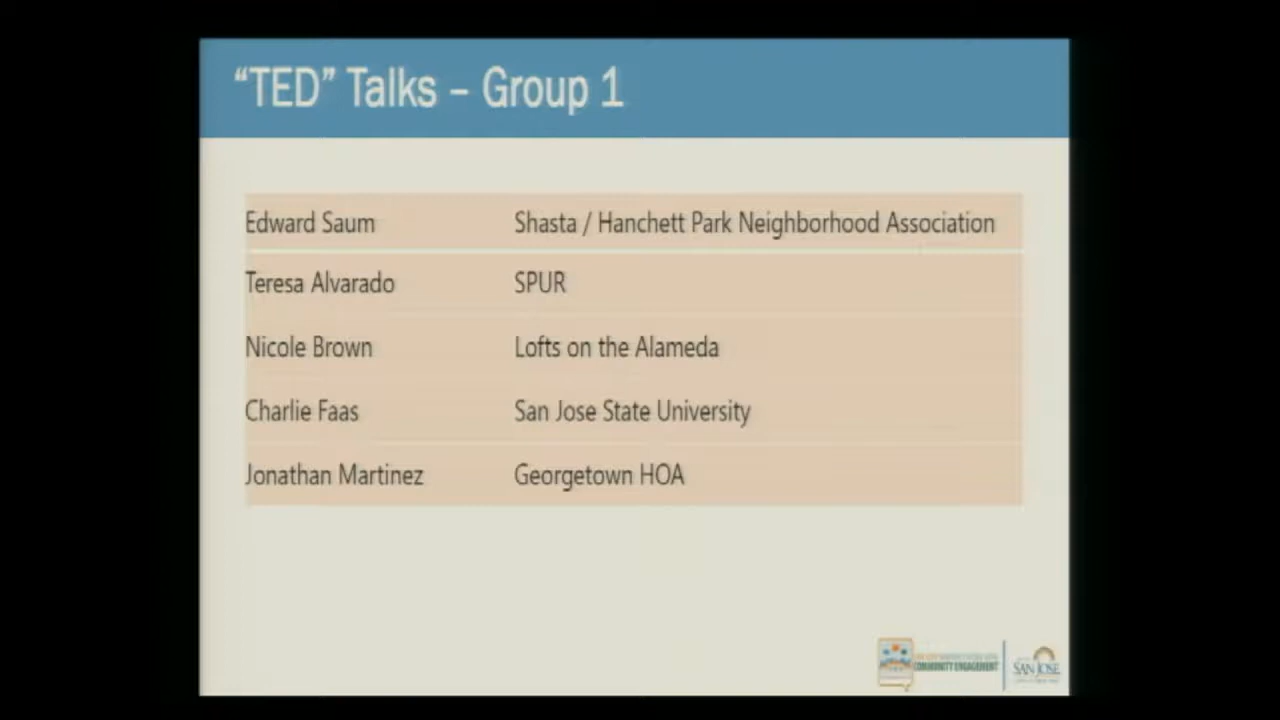 “TED” Talks – Group 1
Edward Saum Shasta / Hanchett Park Neighborhood Association
Teresa Alvarado SPUR
Nicole Brown Lofts on the Alameda
Charlie Faas San Jose State University
Jonathan Martinez Georgetown HOA
COMMUNITY ENGAGEMENT
SAN JOSE